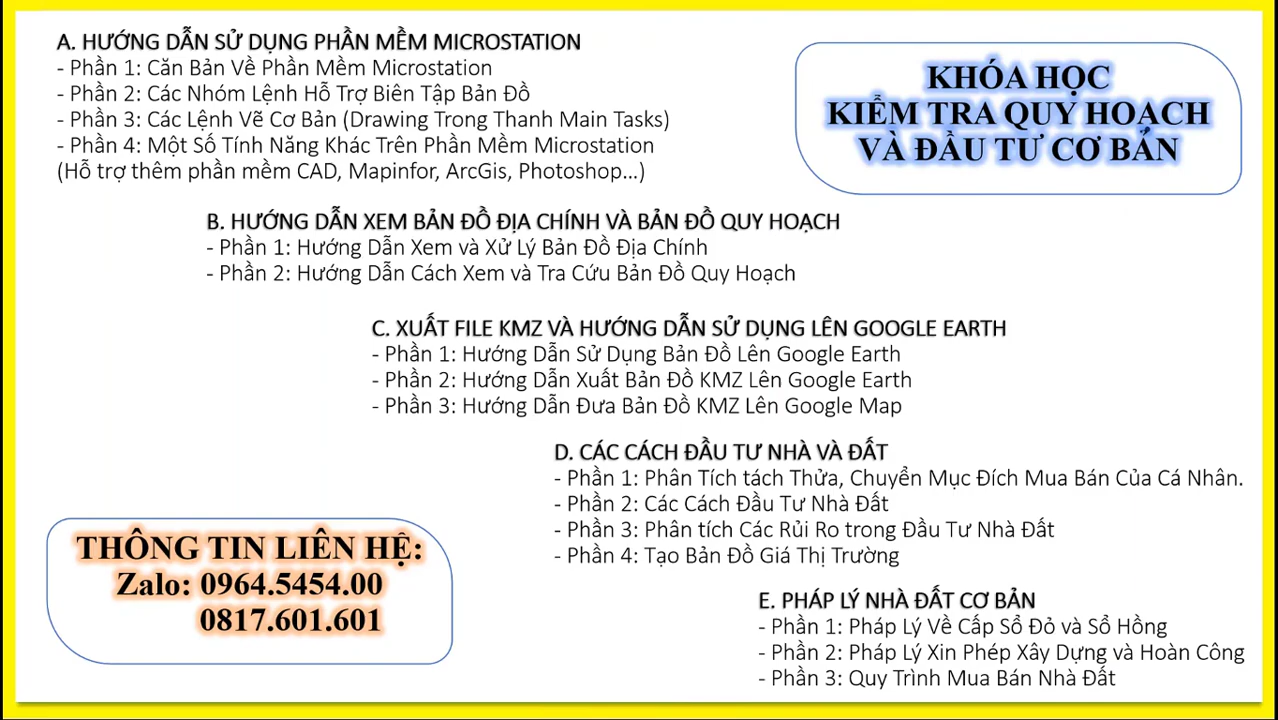 A. HƯỚNG DẪN SỬ DỤNG PHẦN MỀM MICROSTATION
- Phần 1: Căn Bản Về Phần Mềm Microstation
- Phần 2: Các Nhóm Lệnh Hỗ Trợ Biên Tập Bản Đồ
- Phần 3: Các Lệnh Vẽ Cơ Bản (Drawing Trong Thanh Main Tasks)
- Phần 4: Một Số Tính Năng Khác Trên Phần Mềm Microstation
(Hỗ trợ thêm phần mềm CAD, Mapinfor, ArcGis, Photoshop...)
KHÓA HỌC
KIỂM TRA QUY HOẠCH
VÀ ĐẦU TƯ CƠ BẢN
B. HƯỚNG DẪN XEM BẢN ĐỒ ĐỊA CHÍNH VÀ BẢN ĐỒ QUY HOẠCH
- Phần 1: Hướng Dẫn Xem và Xử Lý Bản Đồ Địa Chính
- Phần 2: Hướng Dẫn Cách Xem và Tra Cứu Bản Đồ Quy Hoạch
C. XUẤT FILE KMZ VÀ HƯỚNG DẪN SỬ DỤNG LÊN GOOGLE EARTH
- Phần 1: Hướng Dẫn Sử Dụng Bản Đồ Lên Google Earth
- Phần 2: Hướng Dẫn Xuất Bản Đồ KMZ Lên Google Earth
- Phần 3: Hướng Dẫn Đưa Bản Đồ KMZ Lên Google Map
D. CÁC CÁCH ĐẦU TƯ NHÀ VÀ ĐẤT
- Phần 1: Phân Tích tách Thửa, Chuyển Mục Đích Mua Bán Của Cá Nhân.
- Phần 2: Các Cách Đầu Tư Nhà Đất
- Phần 3: Phân tích Các Rủi Ro trong Đầu Tư Nhà Đất
- Phần 4: Tạo Bản Đồ Giá Thị Trường
THÔNG TIN LIÊN HỆ:
Zalo: 0964.5454.00
0817.601.601
E. PHÁP LÝ NHÀ ĐẤT CƠ BẢN
- Phần 1: Pháp Lý Về Cấp Sổ Đỏ và Sổ Hồng
- Phần 2: Pháp Lý Xin Phép Xây Dựng và Hoàn Công
- Phần 3: Quy Trình Mua Bán Nhà Đất